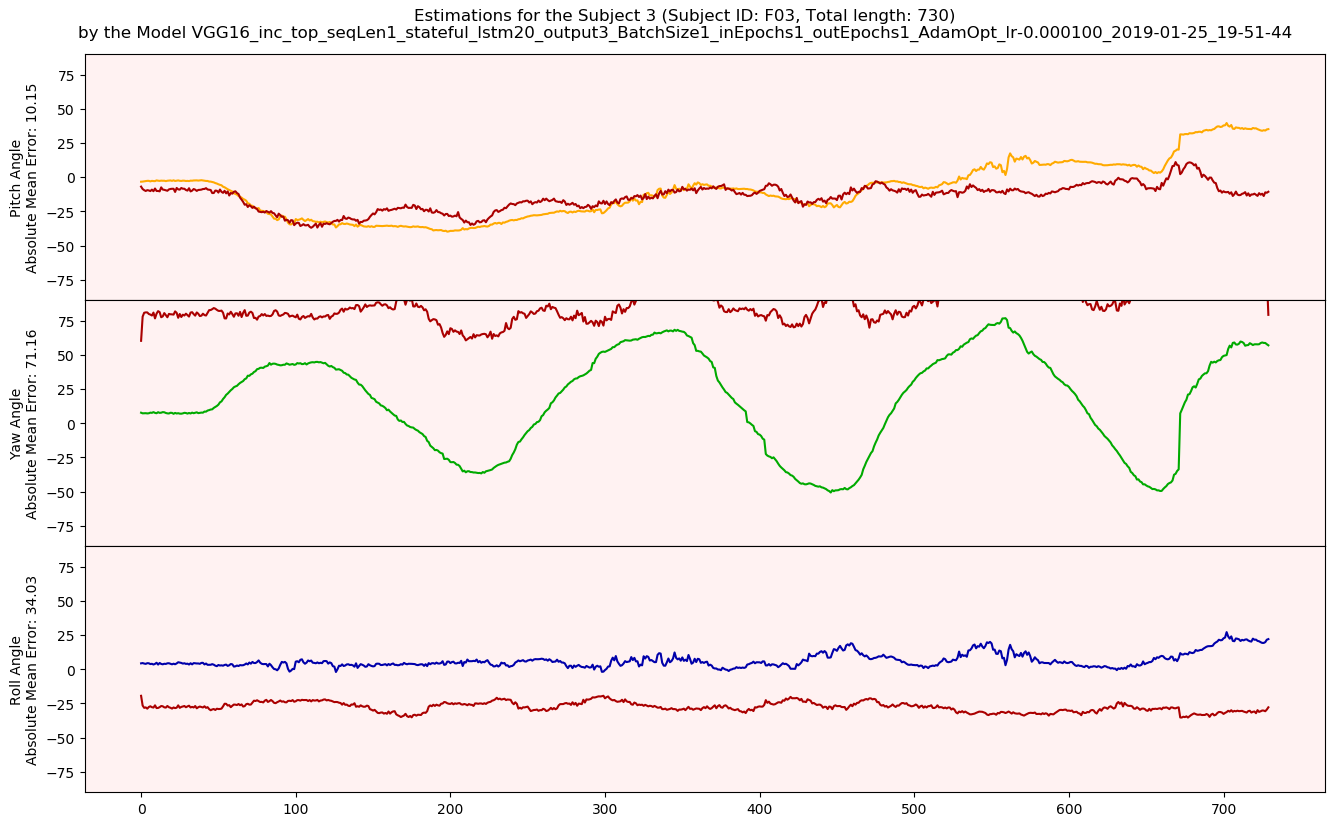 Estimations for the Subject 3 (Subject ID: F03, Total length: 730)
by the Model VGG16_inc_top_seqLen1_stateful_lstm20_output3_BatchSize1_inEpochs1_outEpochs1_AdamOpt_lr-0.000100_2019-01-25_19-51-44
Pitch Angle
Absolute Mean Error: 10.15
75
50
25
0
−25
−50
−75
Yaw Angle
Absolute Mean Error: 71.16
75
50
25
0
−25
−50
−75
Roll Angle
Absolute Mean Error: 34.03
75
50
25
0
−25
−50
−75
0 100 200 300 400 500 600 700